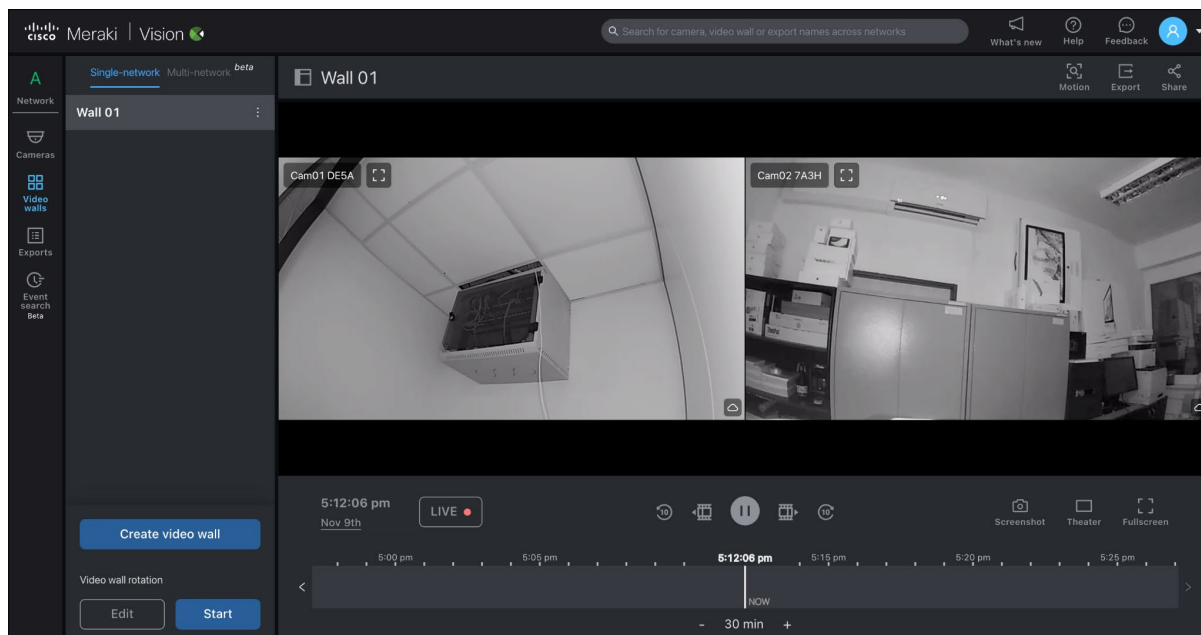 cisco Meraki | Vision
Search for camera, video wall or export names across networks
What's new
Help
Feedback
A
Network
Cameras
Video
walls
Exports
Event
search
Beta
Single-network Multi-network beta
Wall 01
Create video wall
Video wall rotation
Edit Start
Wall 01
Motion Export Share
Cam01 DE5A
Cam02 7A3H
5:12:06 pm
Nov 9th
LIVE
10
10
Screenshot Theater Fullscreen
5:00 pm 5:05 pm 5:12:06 pm 5:15 pm 5:20 pm 5:25 pm
NOW
- 30 min +